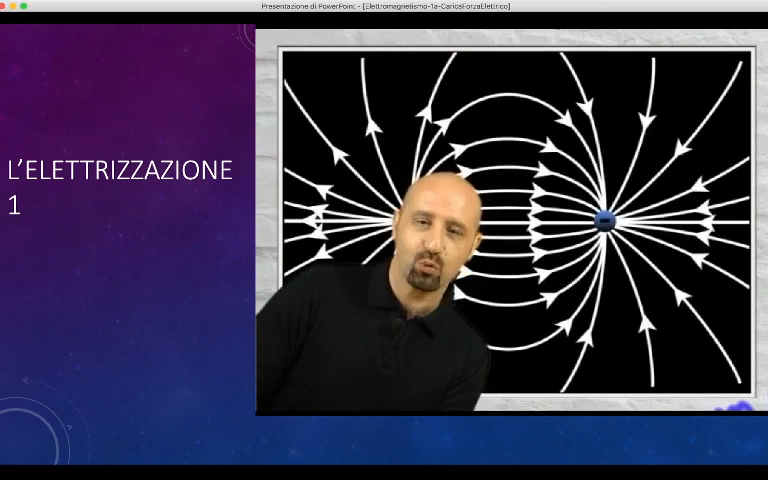 Presentazione di PowerPoint - [Elettromagnetismo-1a-CaricaForzaElettrico]
L'ELETTRIZZAZIONE
1